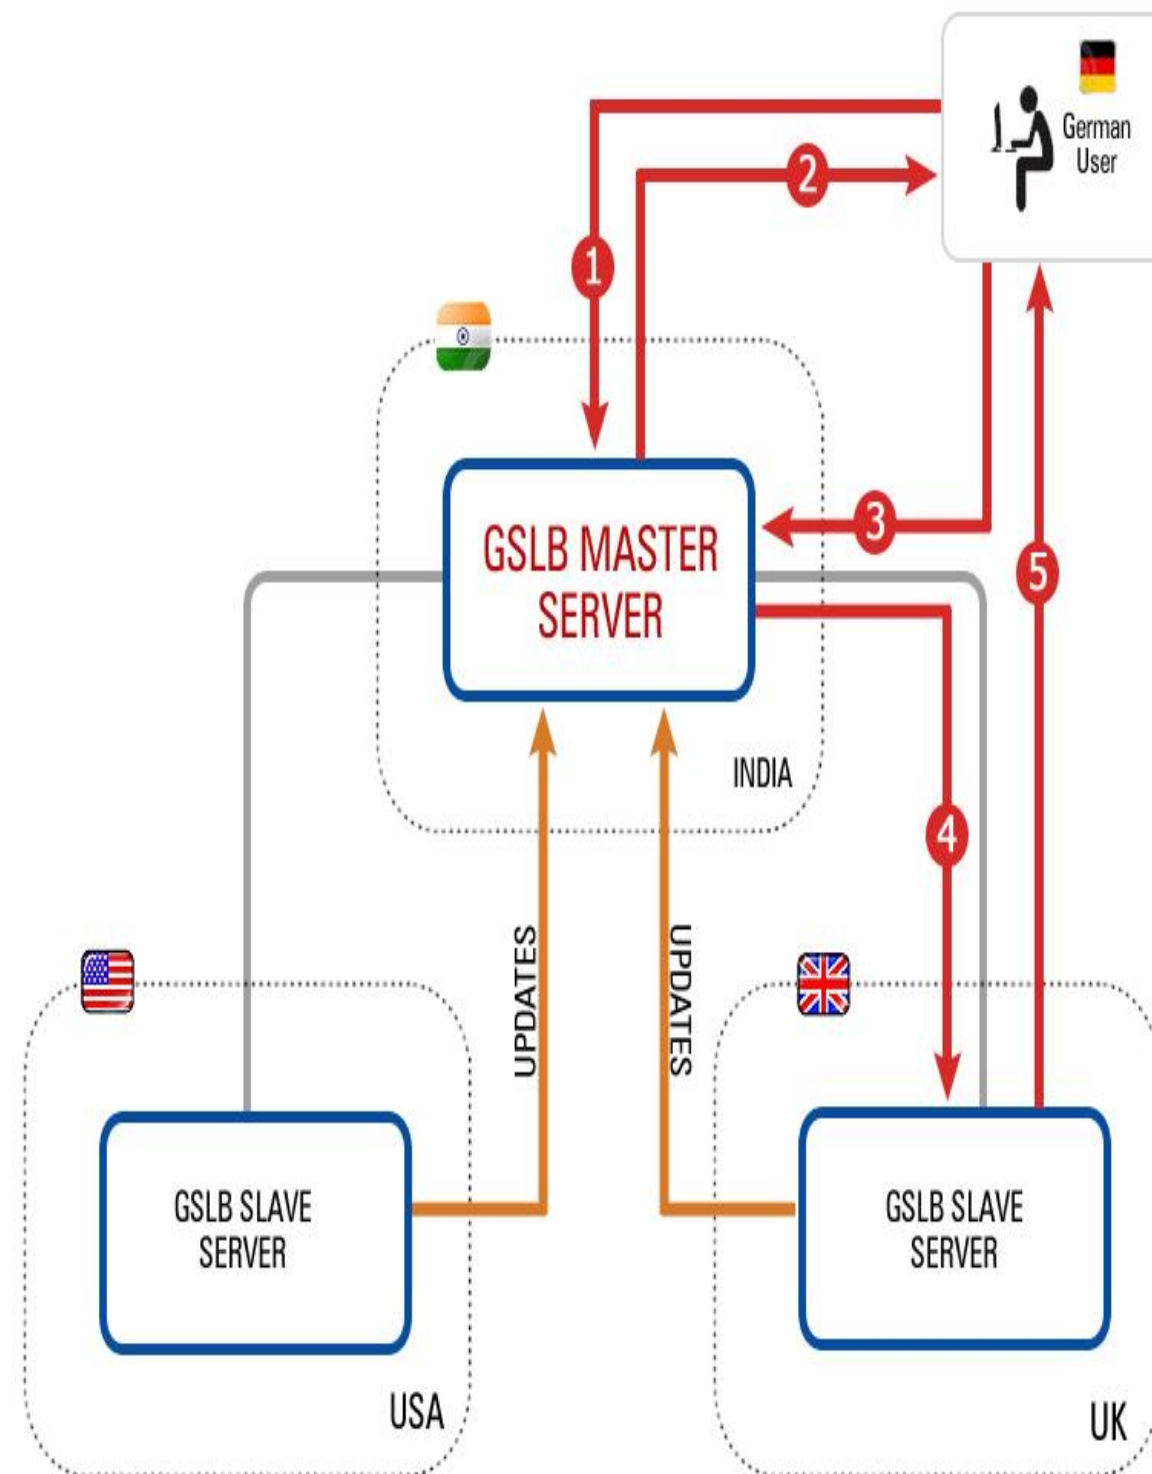 German
User
2
1
3
GSLB MASTER
SERVER
5
INDIA
4
UPDATES
UPDATES
GSLB SLAVE
SERVER
USA
GSLB SLAVE
SERVER
UK